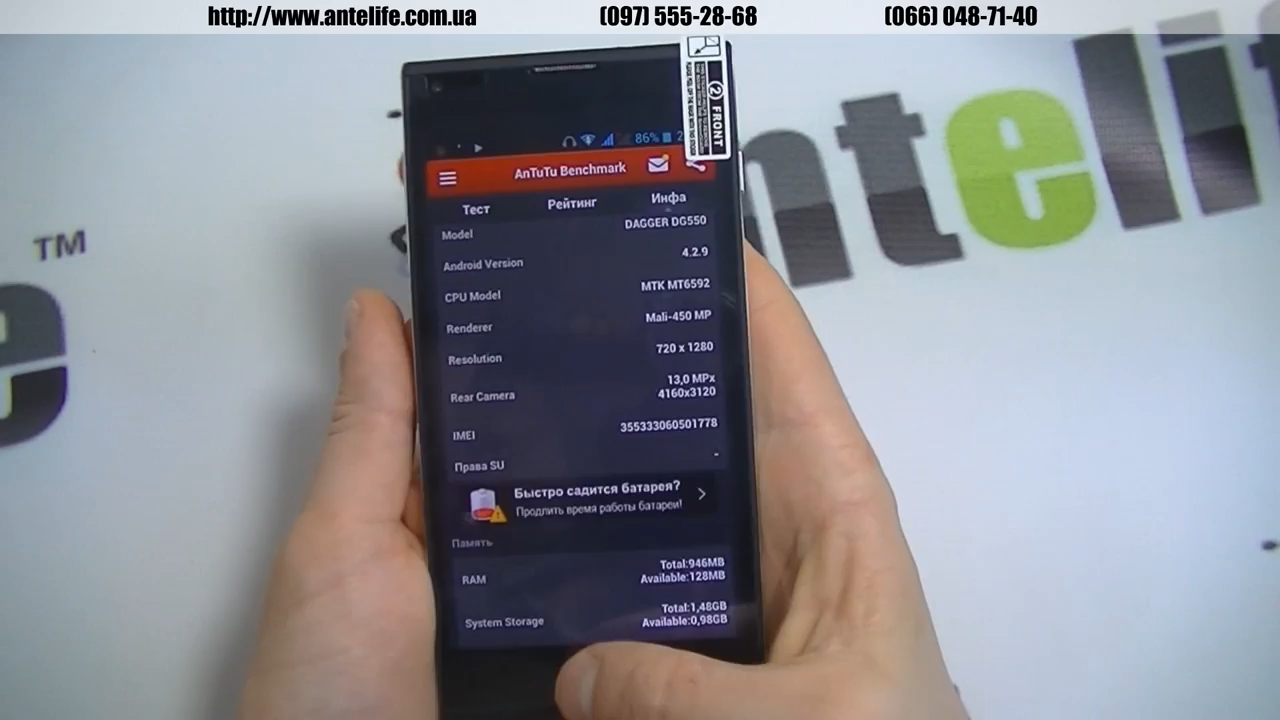 http://www.antelife.com.ua (097) 555-28-68 (066) 048-71-40
antelif
TM
e
2 FRONT
86%
AnTuTu Benchmark
Тест Рейтинг Инфа
Model DAGGER DG550
Android Version 4.2.9
CPU Model MTK MT6592
Renderer Mali-450 MP
Resolution 720 x 1280
Rear Camera 13,0 MPx
4160x3120
IMEI 355333060501778
Права SU -
Быстро садится батарея?
Продлить время работы батареи!
Память
RAM Total:946MB
Available:128MB
System Storage Total:1,48GB
Available:0,98GB